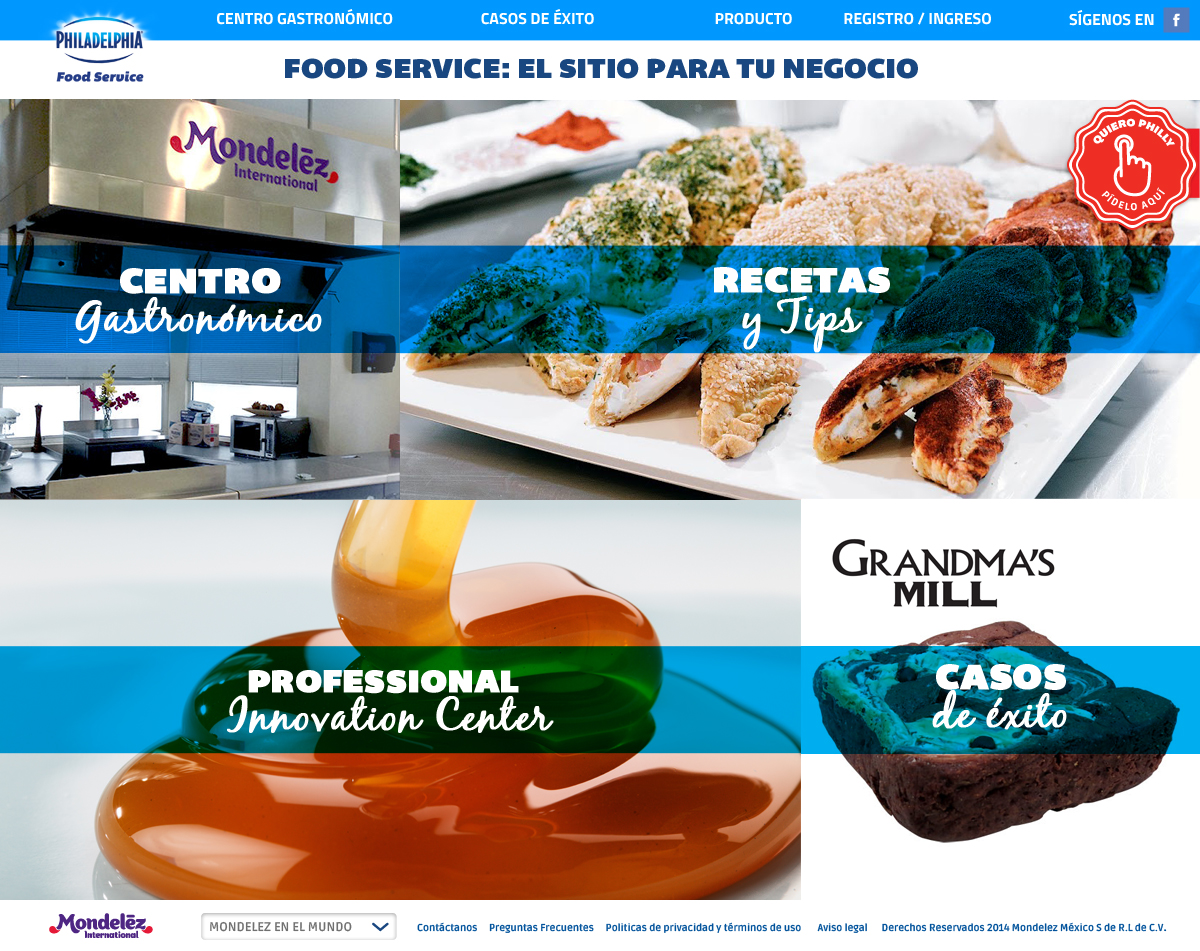 CENTRO GASTRONÓMICO
CASOS DE ÉXITO
PRODUCTO
REGISTRO / INGRESO
SÍGENOS EN f
PHILADELPHIA
Food Service
FOOD SERVICE: EL SITIO PARA TU NEGOCIO
Mondelēz
International
QUIERO PHILLY
PÍDELO AQUÍ
CENTRO
Gastronómico
RECETAS
y Tips
GRANDMA'S
MILL
PROFESSIONAL
Innovation Center
CASOS
de éxito
Mondelēz
International
MONDELEZ EN EL MUNDO
Contáctanos
Preguntas Frecuentes
Politicas de privacidad y términos de uso
Aviso legal
Derechos Reservados 2014 Mondelez México S de R.L de C.V.